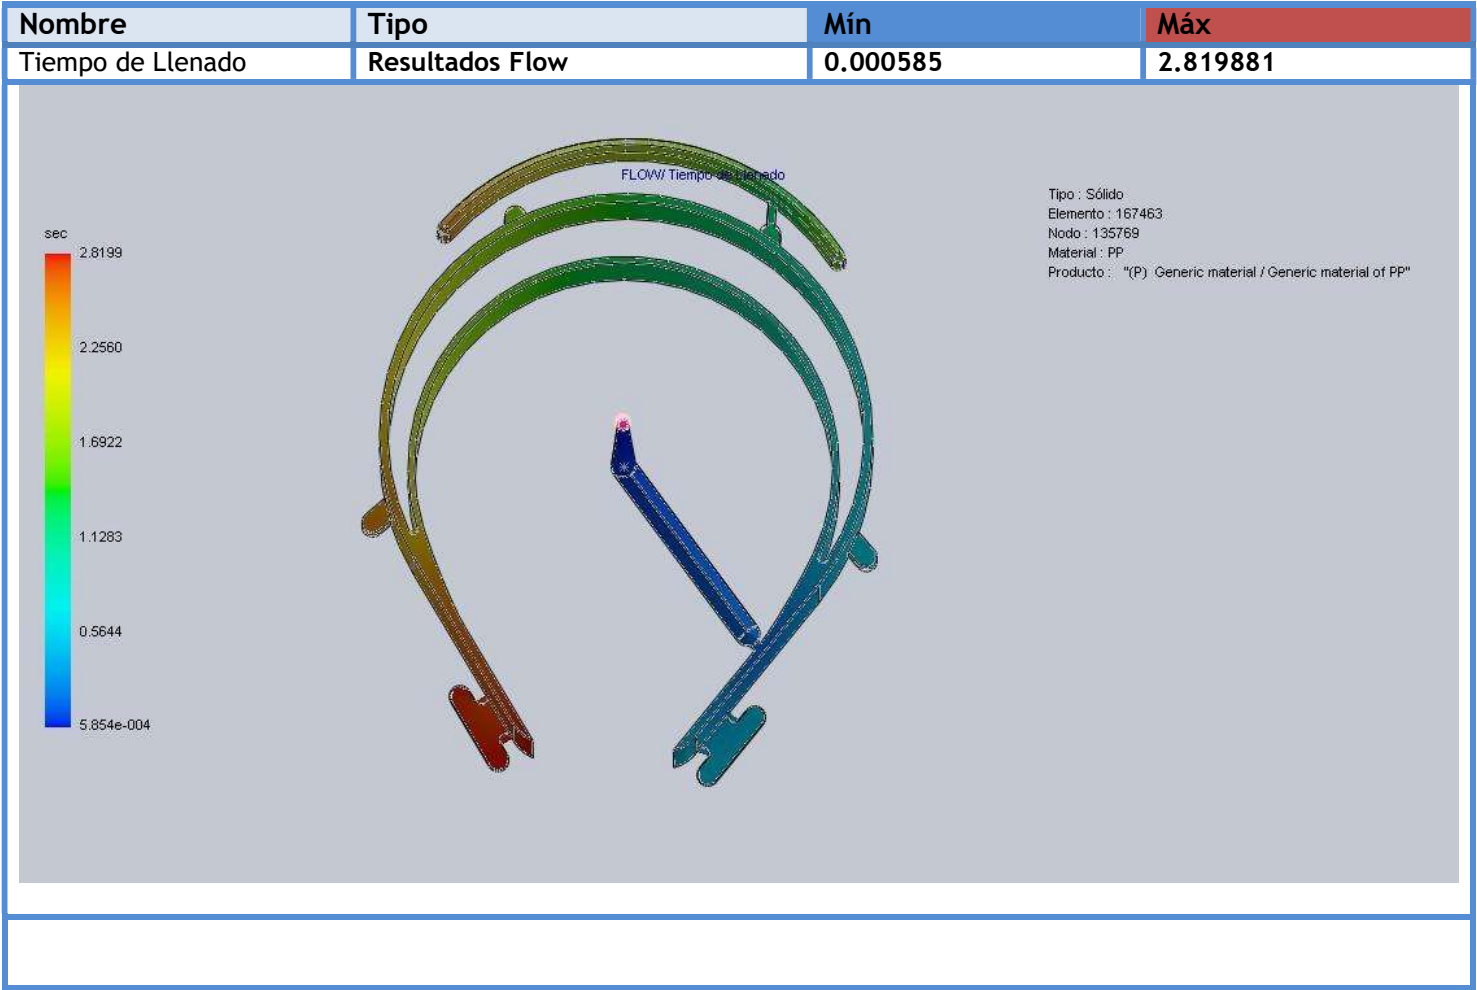 Nombre Tipo Mín Máx
Tiempo de Llenado Resultados Flow 0.000585 2.819881
FLOW/ Tiempo de Llenado
Tipo : Sólido
Elemento : 167463
Nodo : 135769
Material : PP
Producto : "(P) Generic material / Generic material of PP"
sec
2.8199
2.2560
1.6922
1.1283
0.5644
5.854e-004